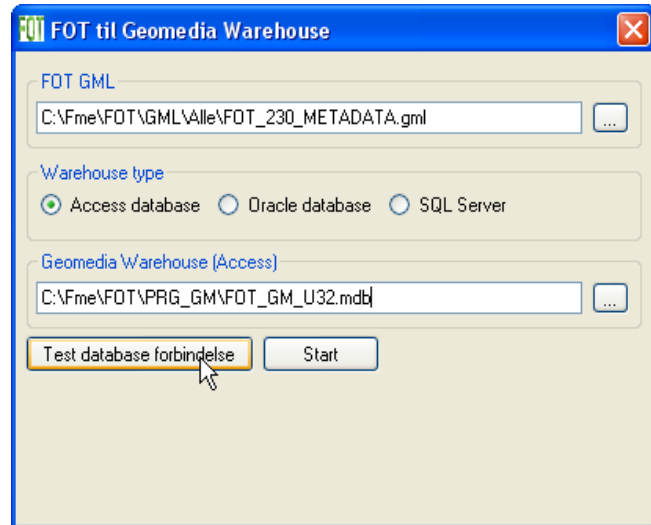 FOT FOT til Geomedia Warehouse
FOT GML
C:\Fme\FOT\GML\Alle\FOT_230_METADATA.gml ...
Warehouse type
Access database Oracle database SQL Server
Geomedia Warehouse (Access)
C:\Fme\FOT\PRG_GM\FOT_GM_U32.mdb ...
Test database forbindelse Start